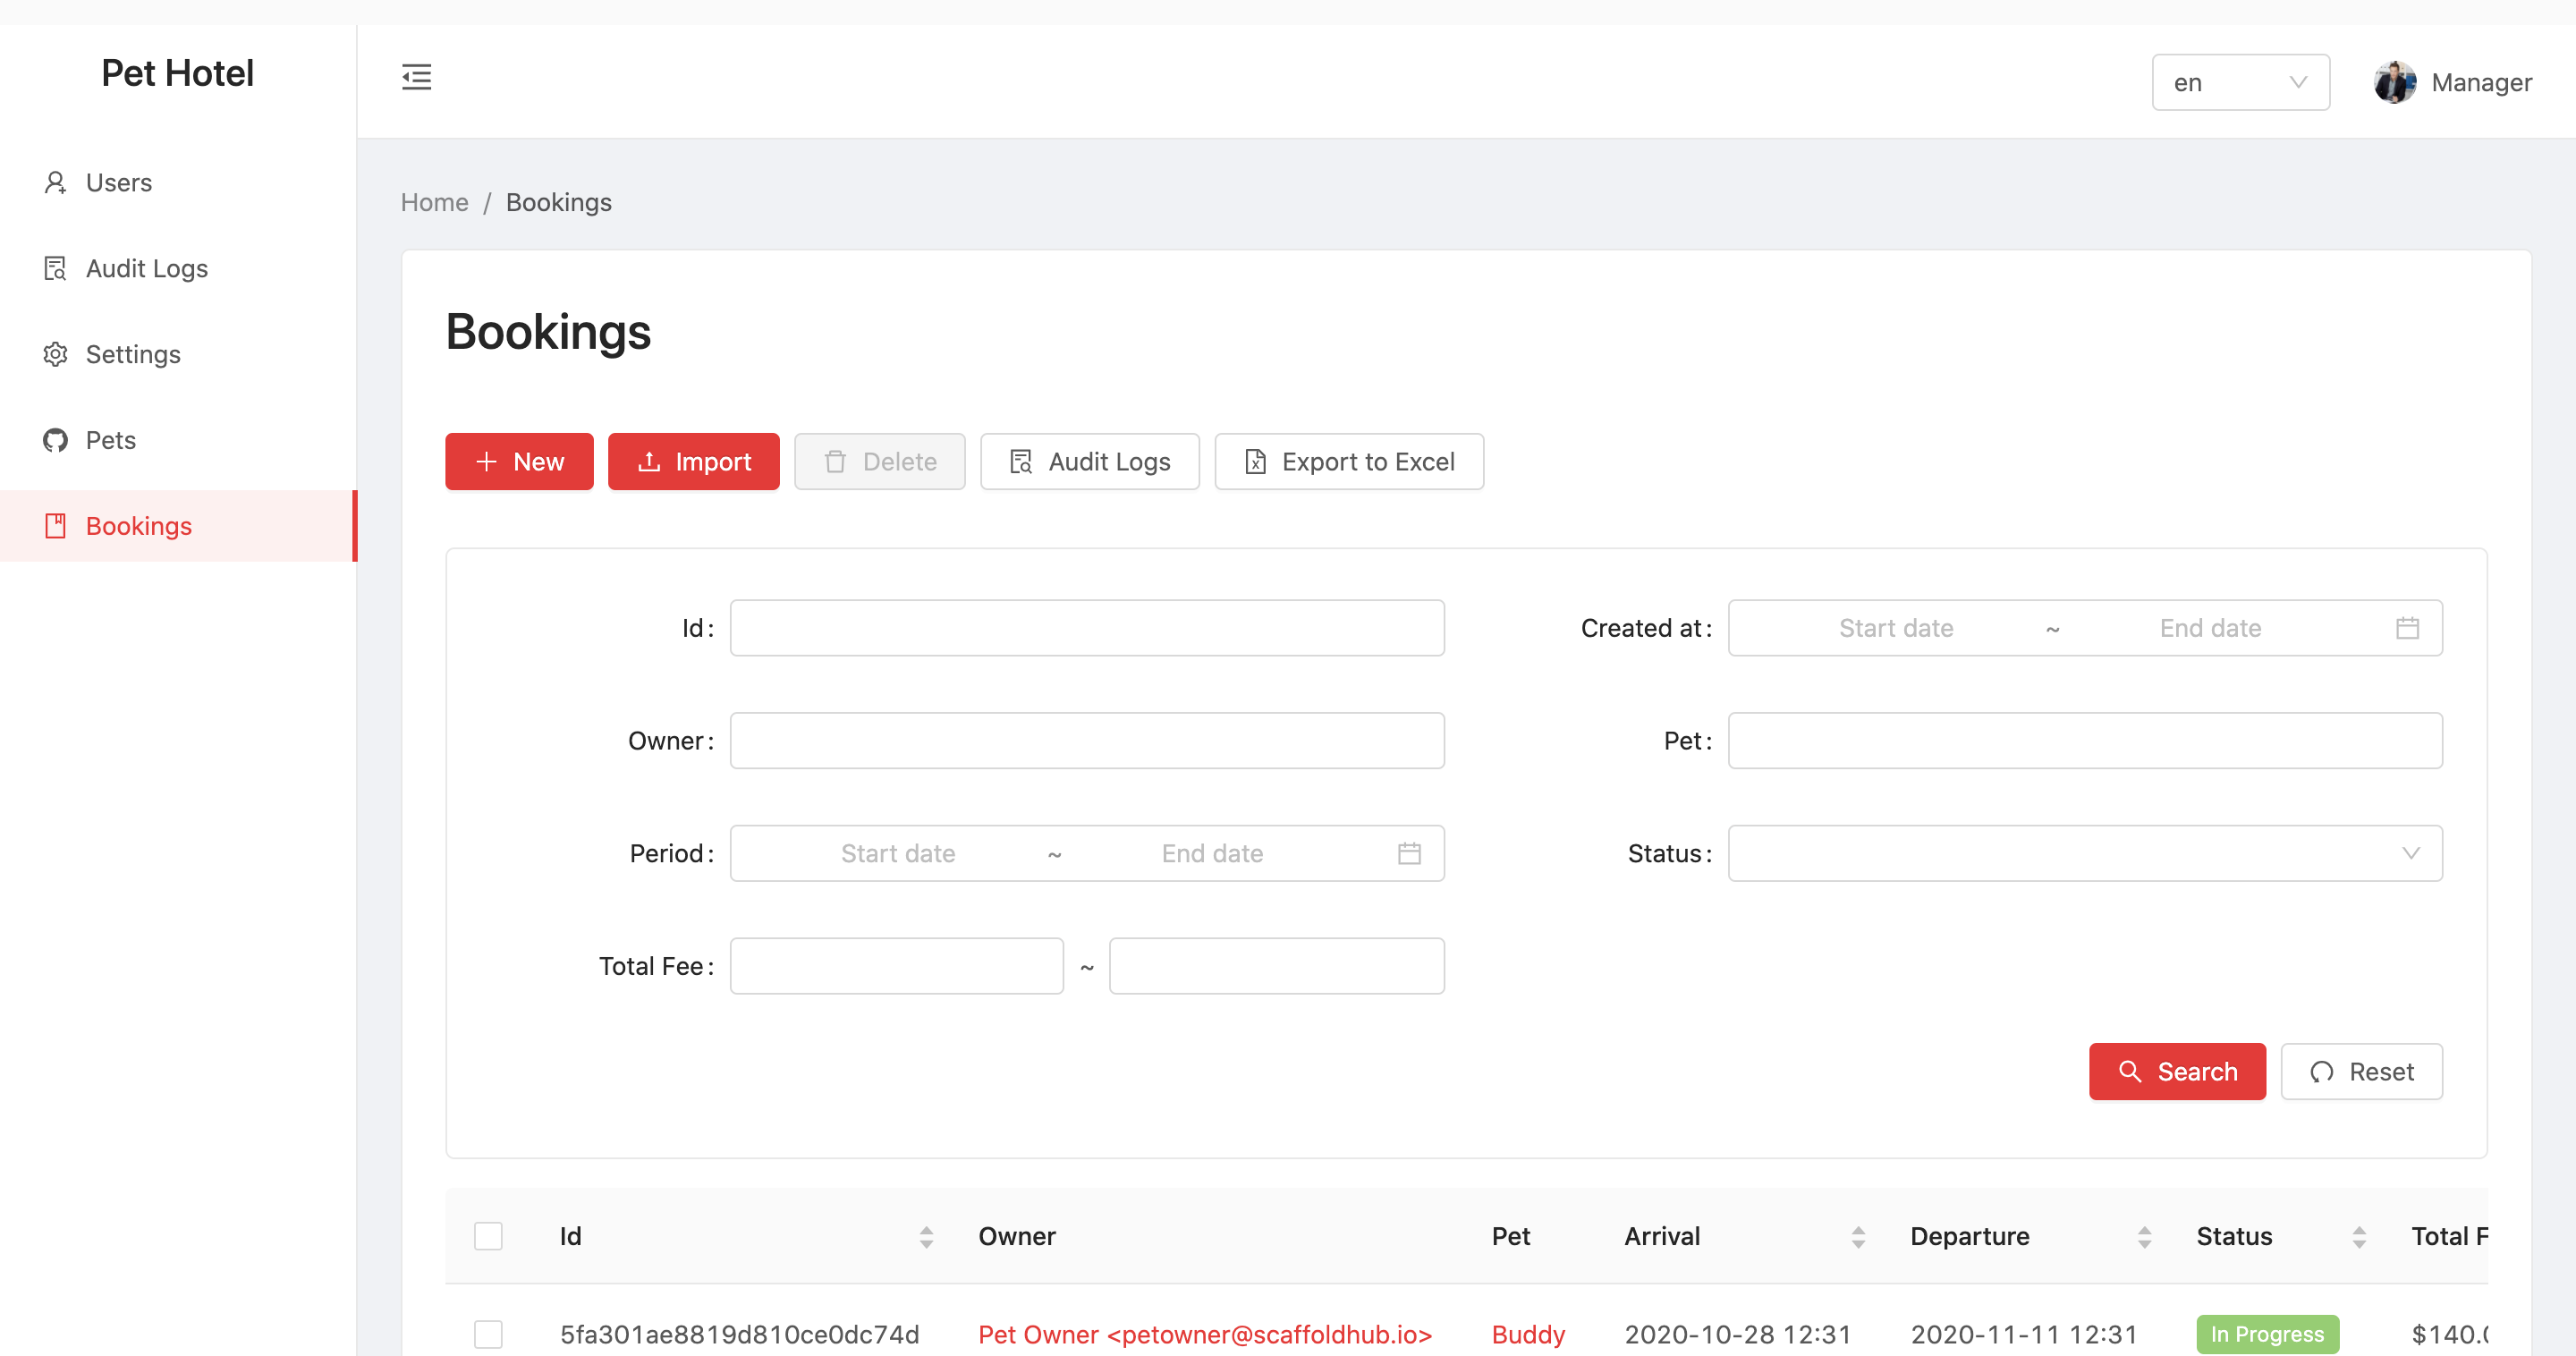 Pet Hotel
en
Manager
Users
Audit Logs
Settings
Pets
Bookings
Home / Bookings
Bookings
New
Import
Delete
Audit Logs
Export to Excel
Id:
Created at: Start date ~ End date
Owner:
Pet:
Period: Start date ~ End date
Status:
Total Fee: ~
Search
Reset
Id Owner Pet Arrival Departure Status Total
5fa301ae8819d810ce0dc74d Pet Owner <petowner@scaffoldhub.io> Buddy 2020-10-28 12:31 2020-11-11 12:31 In Progress $140.